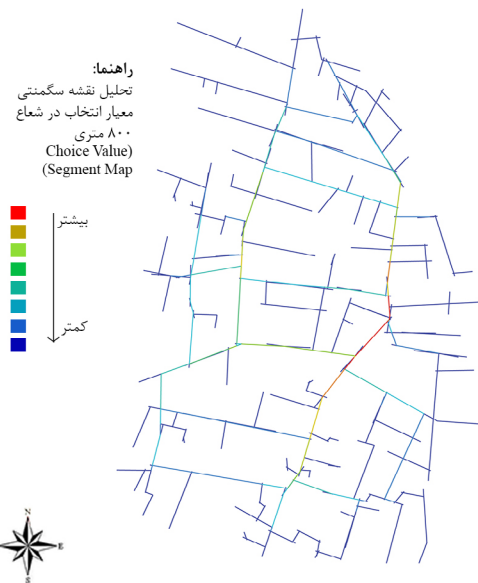 راهنما:
تحلیل نقشه سگمنتی
معیار انتخاب در شعاع
۸۰۰ متری
Choice Value)
(Segment Map
بیشتر
کمتر
N
E
S